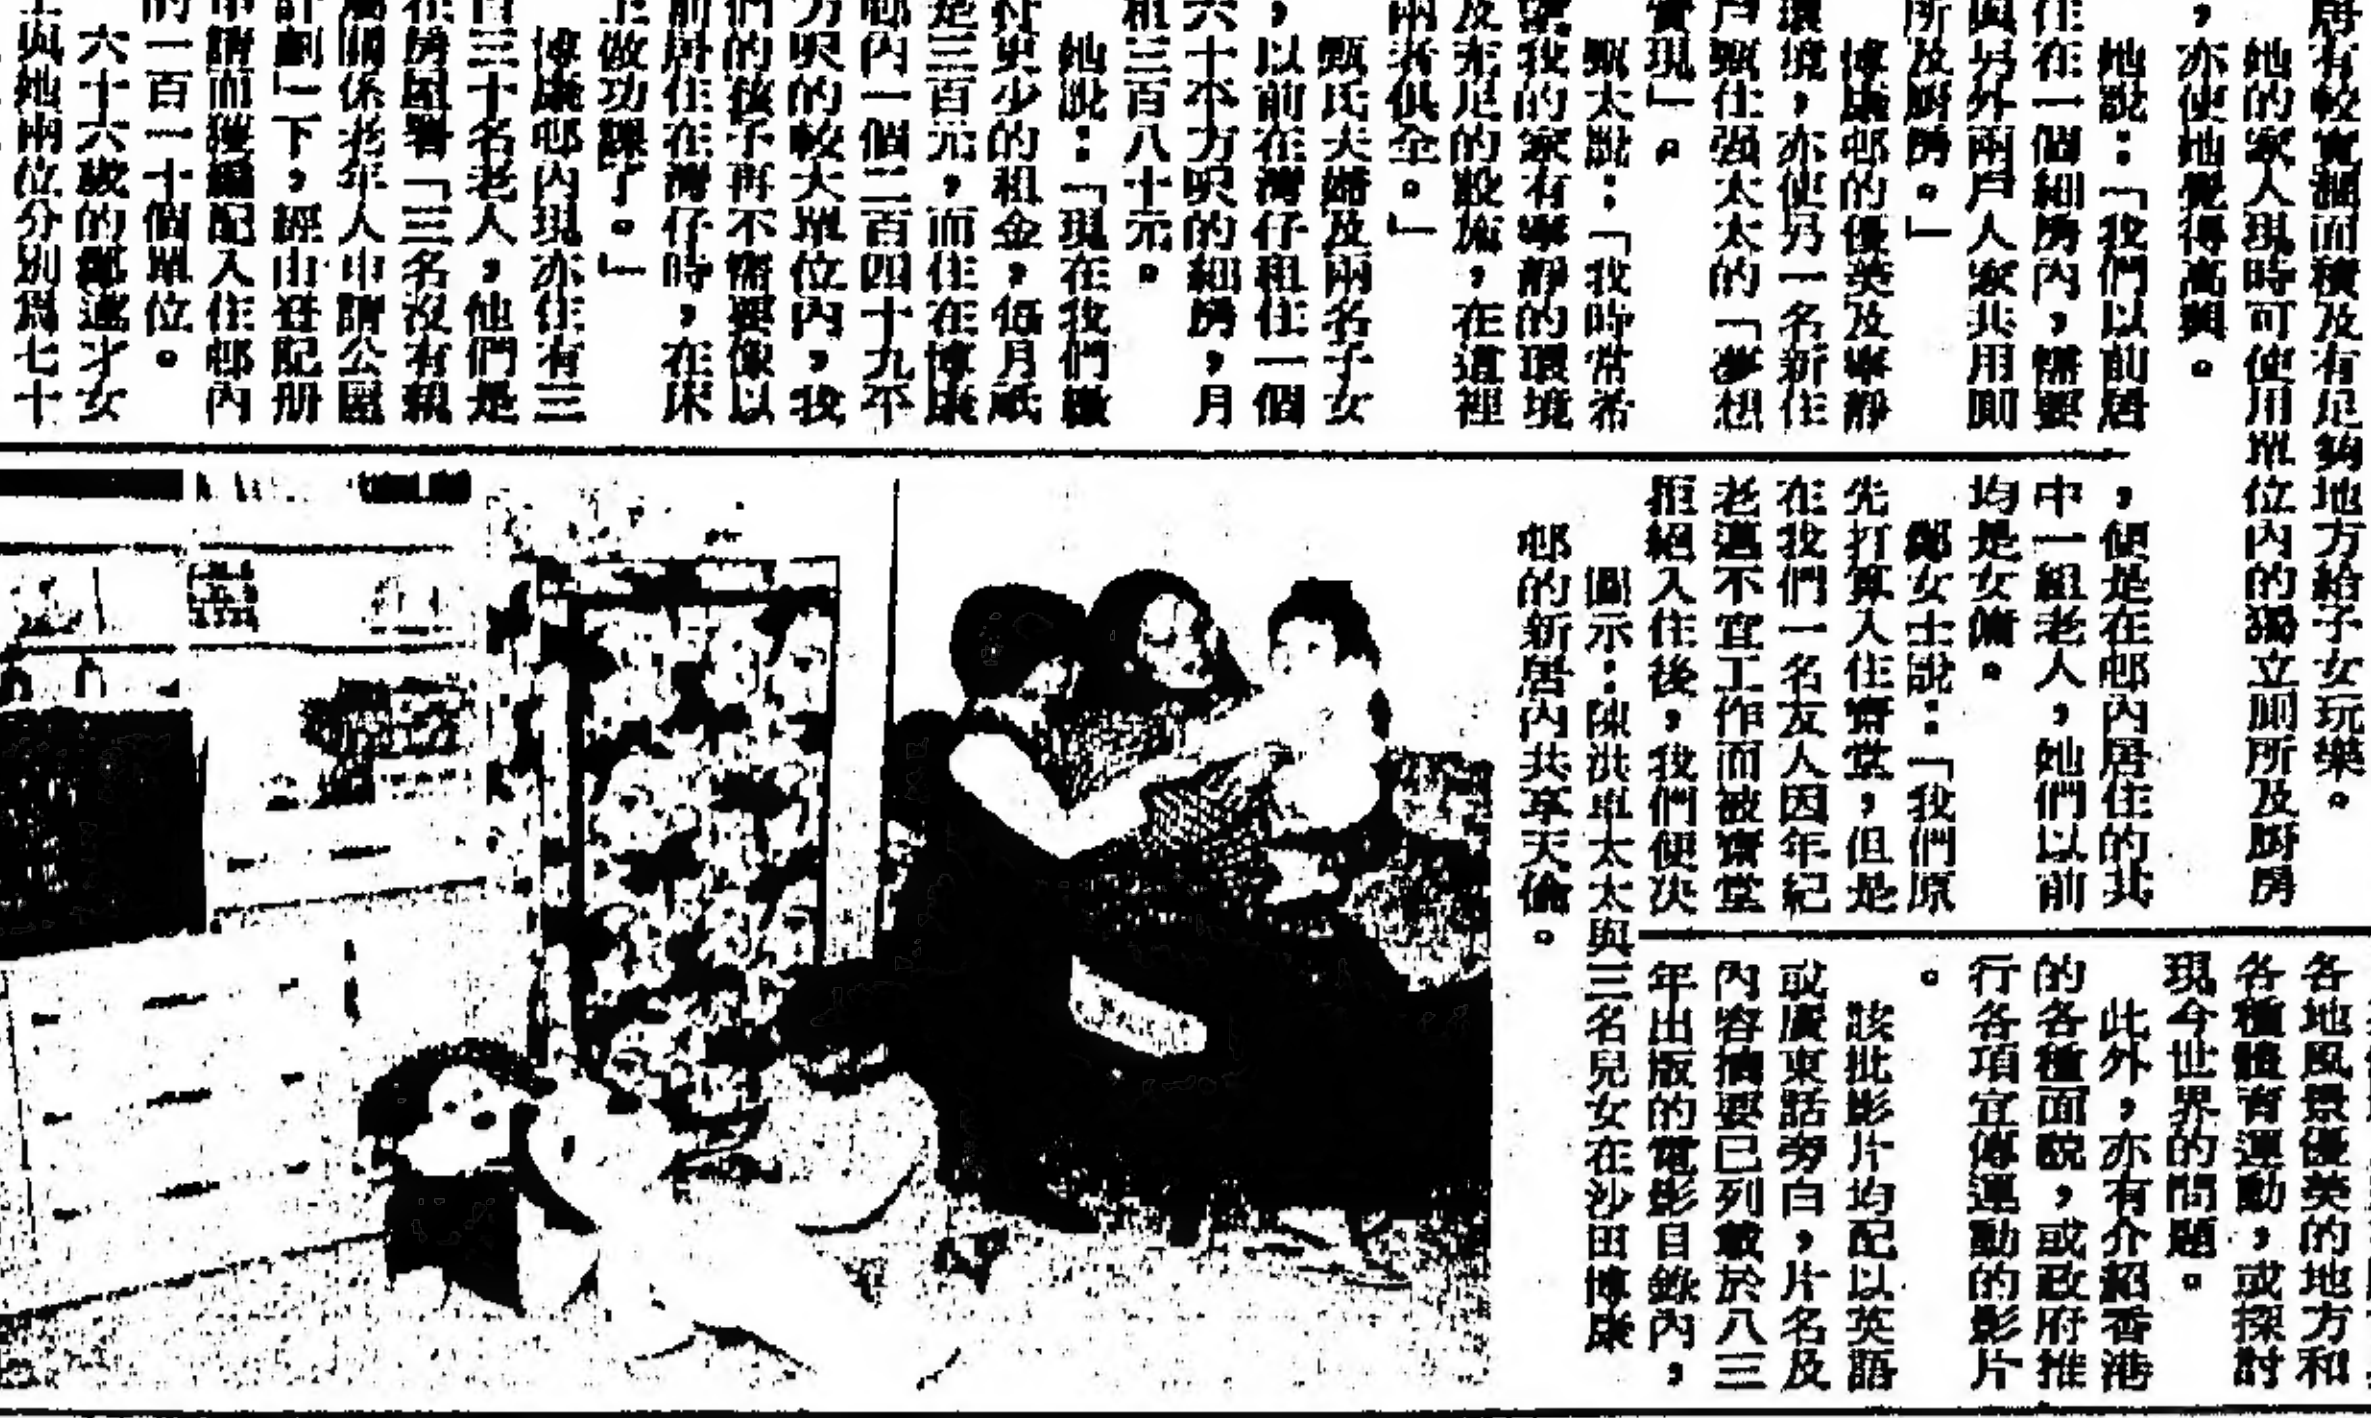 居有較寬濶面積及有足夠地方給子女玩樂。
她的家人現時可使用單位內的獨立厠所及厨房
，亦使她覺得高興。
她說：「我們以前居
住在一個細房內，需要
與另外兩戶人家共用厠
所及厨房。」
博康邨的優美及寧靜
環境，亦使另一名新住
戶甄任强太太的「夢想
實現」。
甄太說：「我時常希
望我的家有寧靜的環境
及充足的設施，在這裡
兩者俱全。」
甄氏夫婦及兩名子女
，以前在灣仔租住一個
六十平方呎的細房，月
租三百八十元。
她說：「現在我們繳
付更少的租金，每月祇
是三百元，而住在博康
邨內一個二百四十九平
方呎的較大單位內，我
們的孩子再不需要像以
前居住在灣仔時，在床
上做功課了。」
博康邨內現亦住有三
百三十名老人，他們是
在房屋署「三名沒有親
屬關係老年人申請公屋
計劃」下，經由登記册
申請而獲編配入住邨內
的一百一十個單位。
六十六歲的鄭遠才女
士與她兩位分別爲七十
，便是在邨內居住的其
中一組老人，她們以前
均是女傭。
鄭女士說：「我們原
先打算入住齋堂，但是
在我們一名友人因年紀
老邁不宜工作而被齋堂
拒絕入住後，我們便決
圖示：陳洪卓太太與三名兒女在沙田博康
邨的新居內共享天倫。
各地風景優美的地方和
各種體育運動，或探討
現今世界的問題。
此外，亦有介紹香港
的各種面貌，或政府推
行各項宣傳運動的影片
。
該批影片均配以英語
或廣東話旁白，片名及
內容摘要已列載於八三
年出版的電影目錄內，